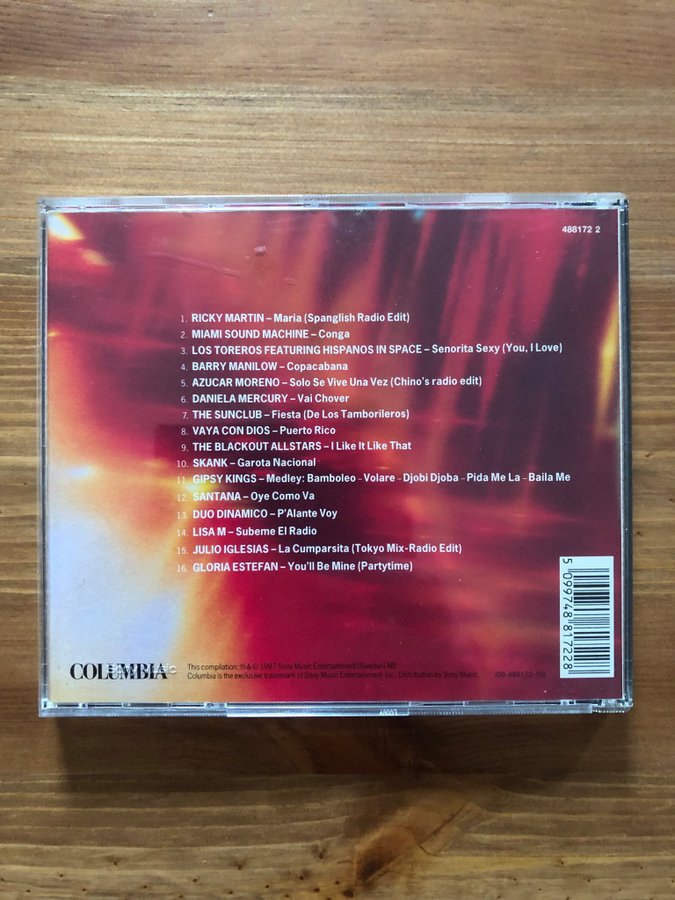 488172 2
1. RICKY MARTIN – Maria (Spanglish Radio Edit)
2. MIAMI SOUND MACHINE – Conga
3. LOS TOREROS FEATURING HISPANOS IN SPACE – Senorita Sexy (You, I Love)
4. BARRY MANILOW – Copacabana
5. AZUCAR MORENO – Solo Se Vive Una Vez (Chino's radio edit)
6. DANIELA MERCURY – Vai Chover
7. THE SUNCLUB – Fiesta (De Los Tamborileros)
8. VAYA CON DIOS – Puerto Rico
9. THE BLACKOUT ALLSTARS – I Like It Like That
10. SKANK – Garota Nacional
11. GIPSY KINGS – Medley: Bamboleo – Volare – Djobi Djoba – Pida Me La – Baila Me
12. SANTANA – Oye Como Va
13. DUO DINAMICO – P'Alante Voy
14. LISA M – Subeme El Radio
15. JULIO IGLESIAS – La Cumparsita (Tokyo Mix-Radio Edit)
16. GLORIA ESTEFAN – You'll Be Mine (Partytime)
5 099748 817228
COLUMBIA
This compilation: ℗ & © 1997 Sony Music Entertainment (Sweden) AB.
Columbia is the exclusive trademark of Sony Music Entertainment Inc. Distribution by Sony Music.
(09-488172-10)